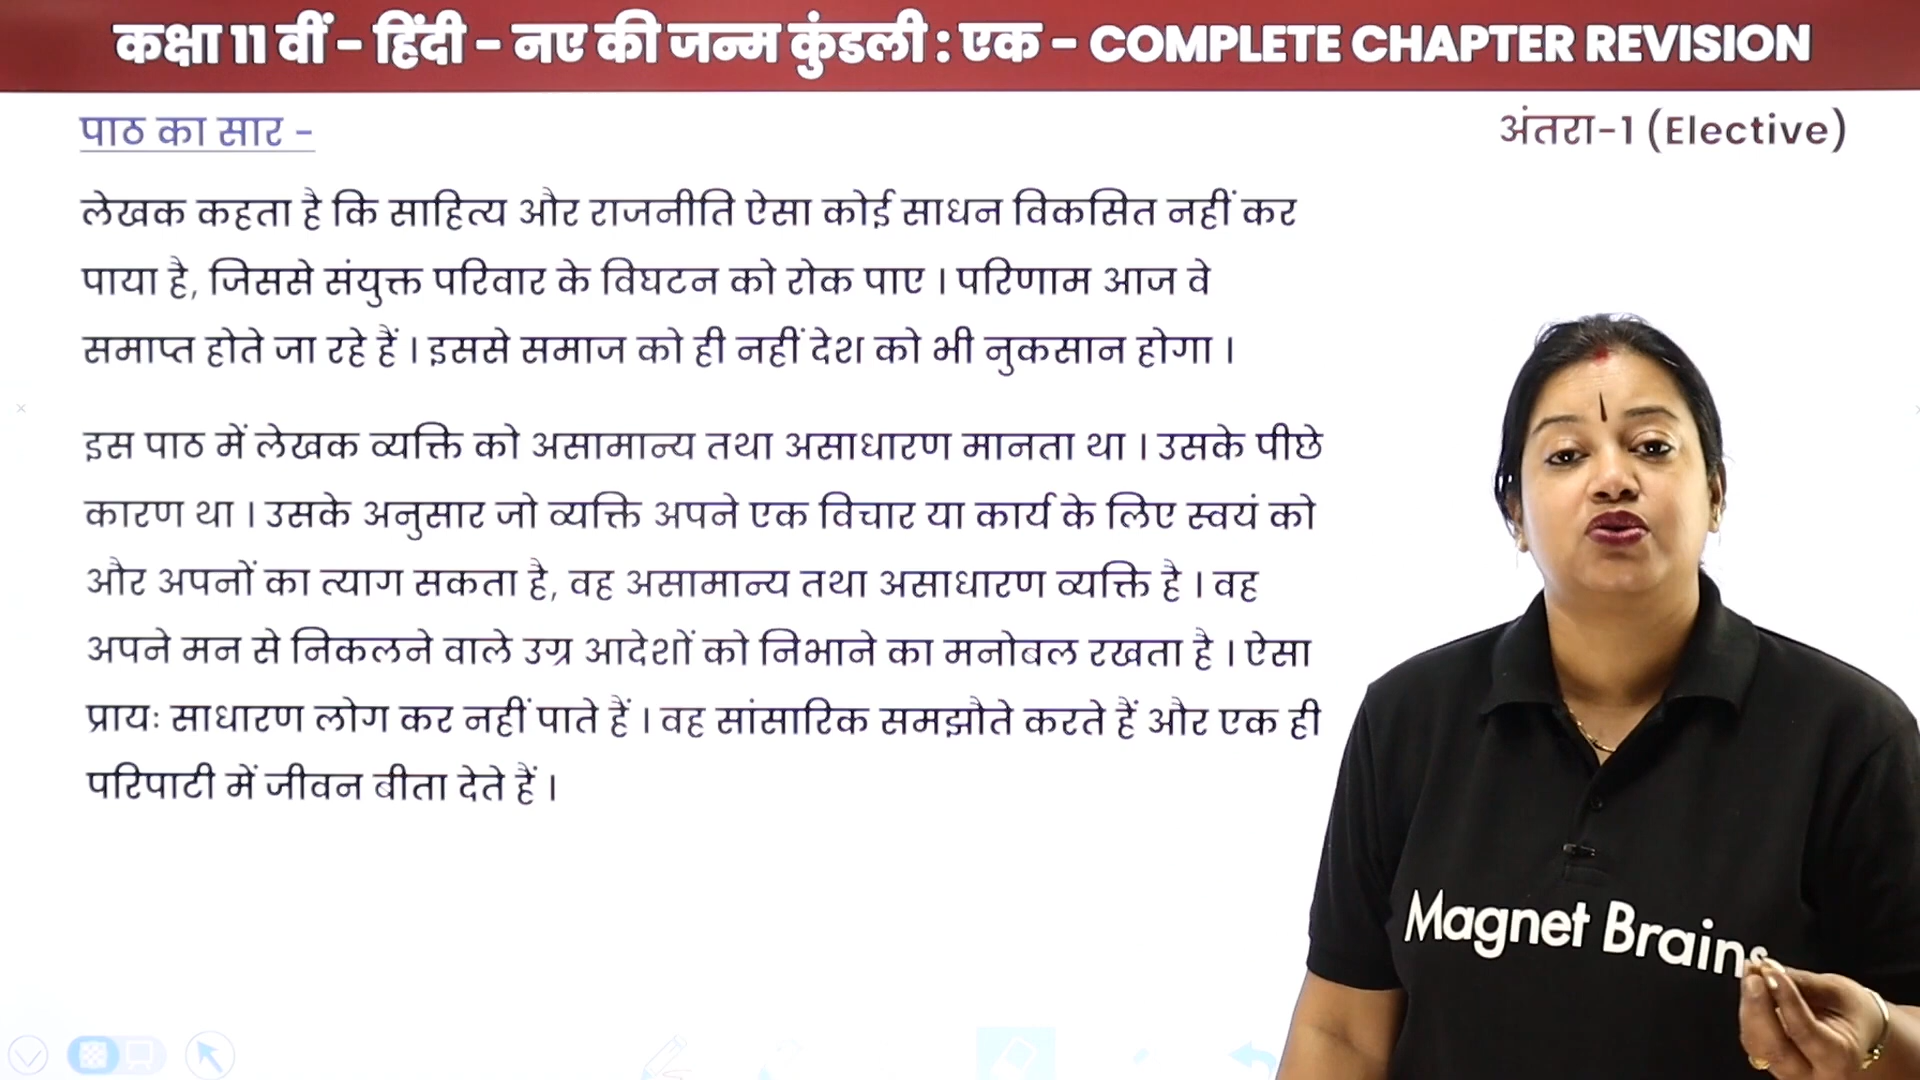 कक्षा 11 वीं - हिंदी - नए की जन्म कुंडली : एक - COMPLETE CHAPTER REVISION
पाठ का सार -
अंतरा-1 (Elective)
लेखक कहता है कि साहित्य और राजनीति ऐसा कोई साधन विकसित नहीं कर
पाया है, जिससे संयुक्त परिवार के विघटन को रोक पाए । परिणाम आज वे
समाप्त होते जा रहे हैं । इससे समाज को ही नहीं देश को भी नुकसान होगा ।
इस पाठ में लेखक व्यक्ति को असामान्य तथा असाधारण मानता था । उसके पीछे
कारण था । उसके अनुसार जो व्यक्ति अपने एक विचार या कार्य के लिए स्वयं को
और अपनों का त्याग सकता है, वह असामान्य तथा असाधारण व्यक्ति है । वह
अपने मन से निकलने वाले उग्र आदेशों को निभाने का मनोबल रखता है । ऐसा
प्रायः साधारण लोग कर नहीं पाते हैं । वह सांसारिक समझौते करते हैं और एक ही
परिपाटी में जीवन बीता देते हैं ।
Magnet Brains